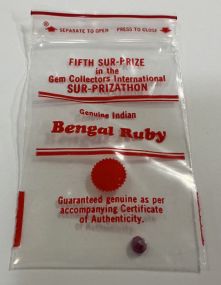 SEPARATE TO OPEN PRESS TO CLOSE
FIFTH SUR-PRIZE
in the
Gem Collectors International
SUR-PRIZATHON
Genuine Indian
Bengal Ruby
Guaranteed genuine as per
accompanying Certificate
of Authenticity.